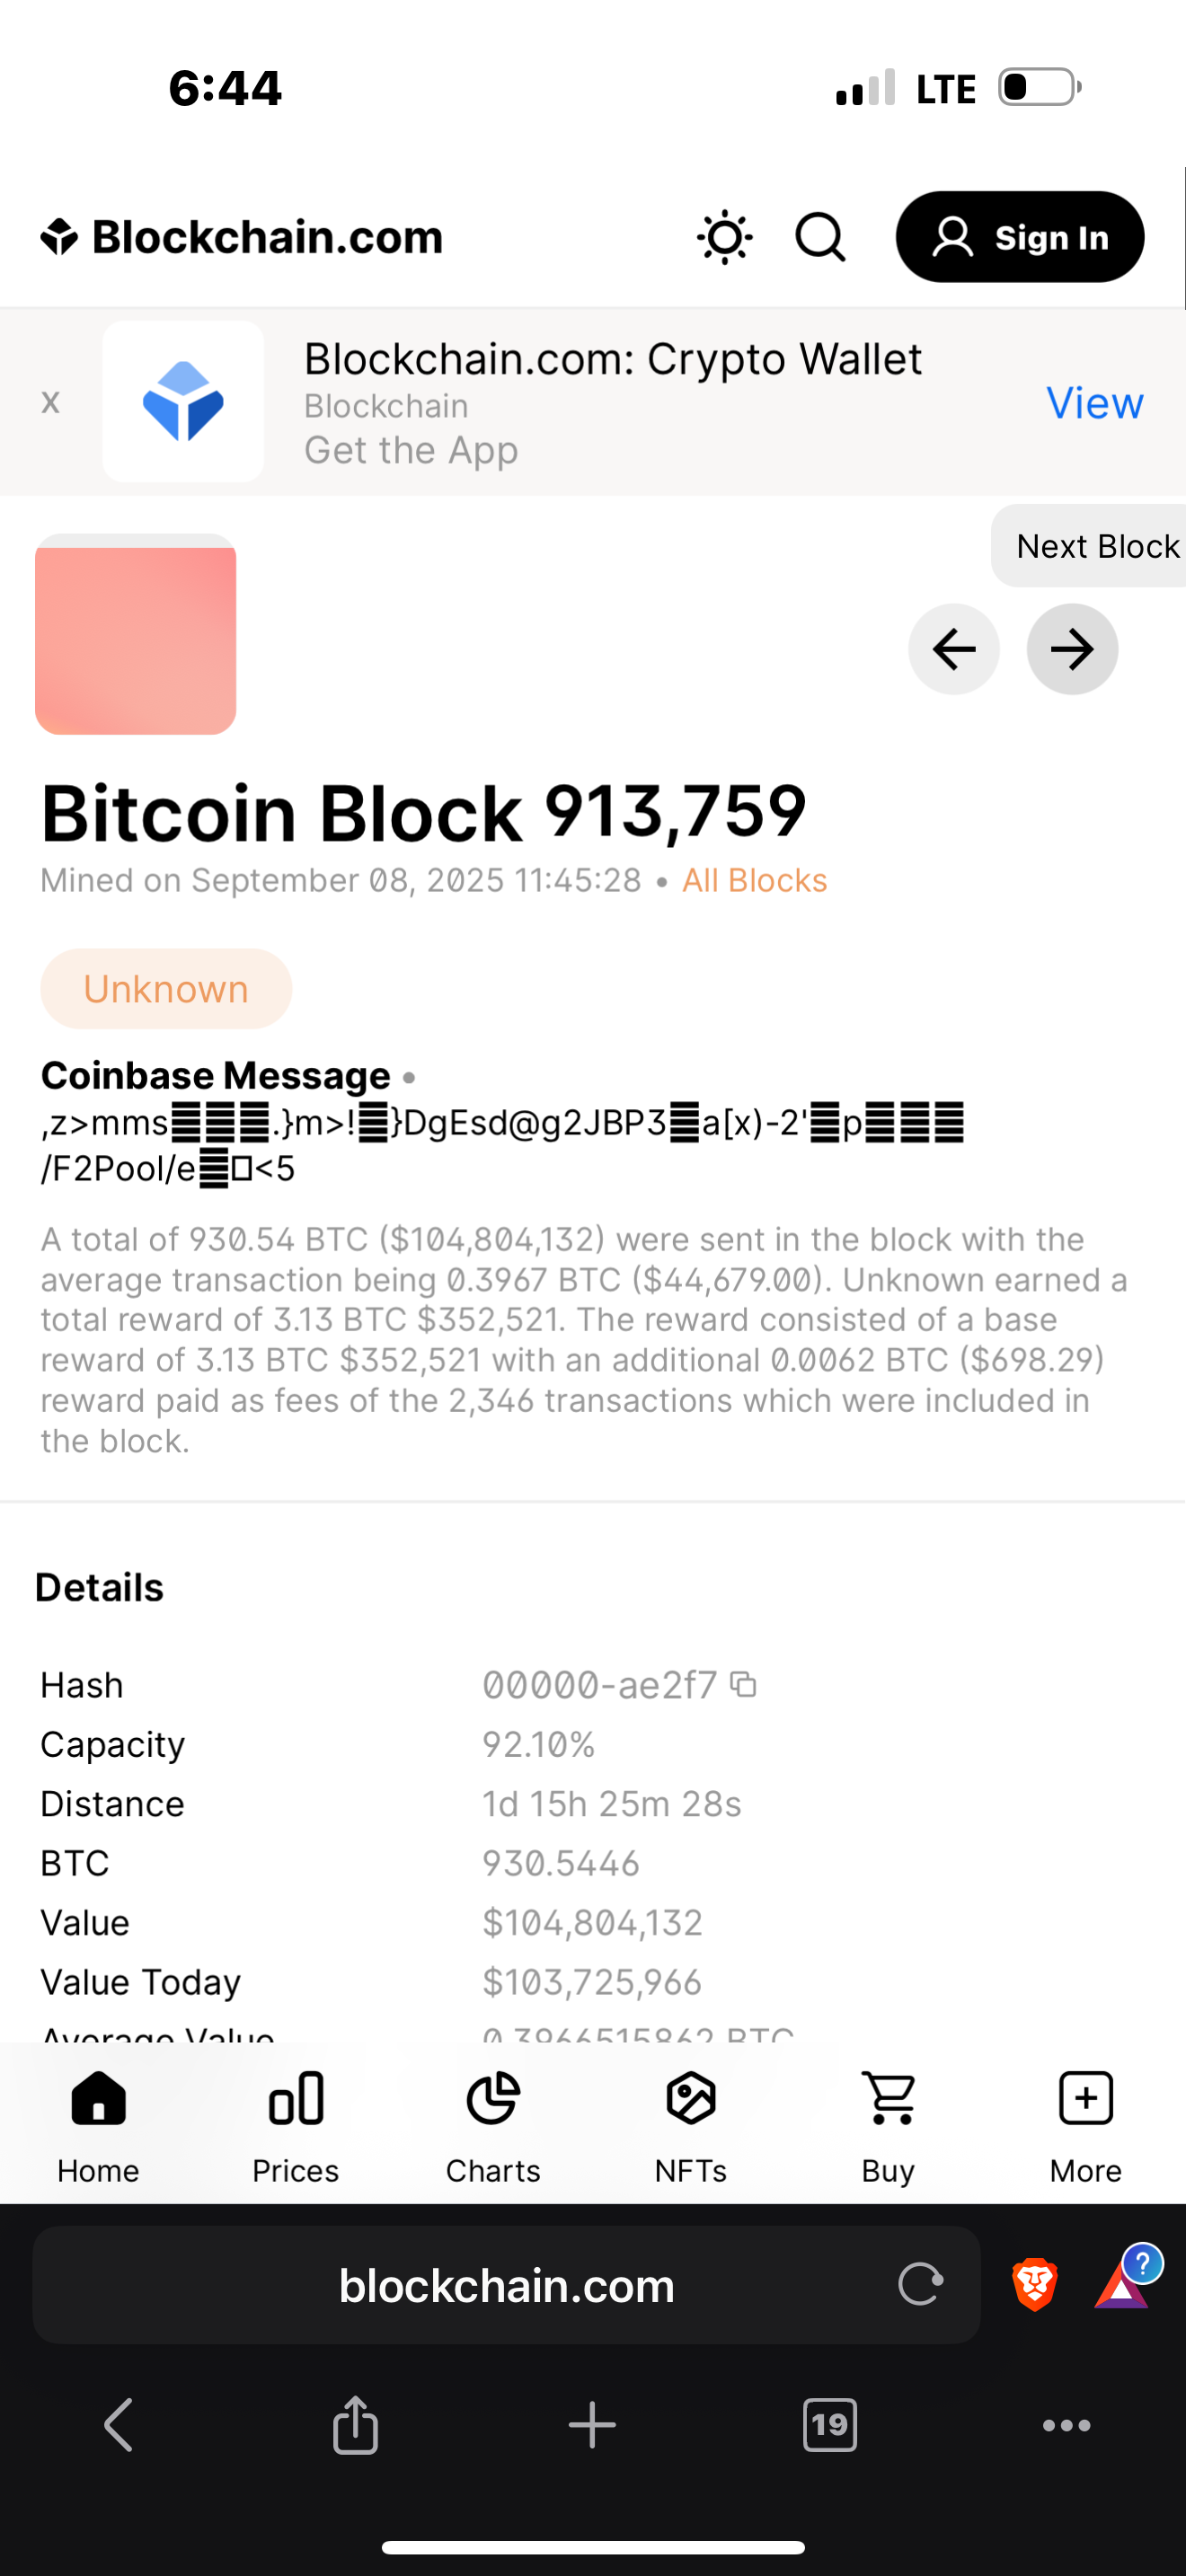 6:44
LTE
Blockchain.com
Sign In
x
Blockchain.com: Crypto Wallet
Blockchain
Get the App
View
Next Block
Bitcoin Block 913,759
Mined on September 08, 2025 11:45:28 • All Blocks
Unknown
Coinbase Message •
,z>mms䷀䷀䷀.}m>!䷀}DgEsd@g2JBP3䷀a[x)-2'䷀p䷀䷀䷀
/F2Pool/e䷀□<5
A total of 930.54 BTC ($104,804,132) were sent in the block with the
average transaction being 0.3967 BTC ($44,679.00). Unknown earned a
total reward of 3.13 BTC $352,521. The reward consisted of a base
reward of 3.13 BTC $352,521 with an additional 0.0062 BTC ($698.29)
reward paid as fees of the 2,346 transactions which were included in
the block.
Details
Hash 00000-ae2f7
Capacity 92.10%
Distance 1d 15h 25m 28s
BTC 930.5446
Value $104,804,132
Value Today $103,725,966
Average Value 0.3966515862 BTC
Home Prices Charts NFTs Buy More
blockchain.com
?
19